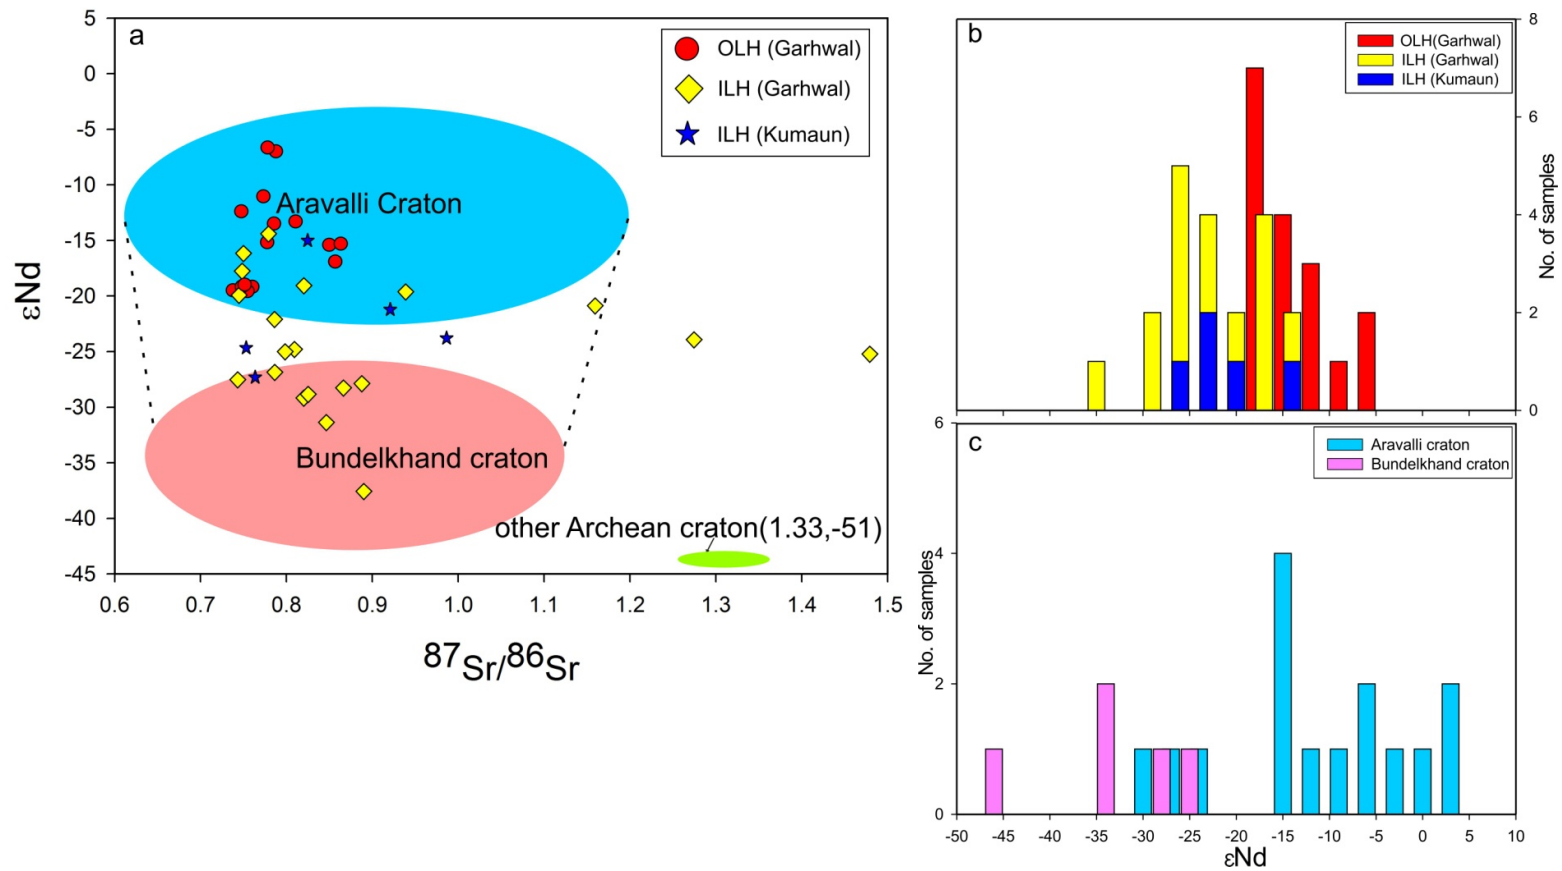 a
OLH (Garhwal)
ILH (Garhwal)
ILH (Kumaun)
Aravalli Craton
Bundelkhand craton
other Archean craton(1.33,-51)
5
0
-5
-10
-15
-20
-25
-30
-35
-40
-45
εNd
0.6 0.7 0.8 0.9 1.0 1.1 1.2 1.3 1.4 1.5
87Sr/86Sr
b
OLH(Garhwal)
ILH (Garhwal)
ILH (Kumaun)
8
6
4
2
0
No. of samples
c
Aravalli craton
Bundelkhand craton
6
4
2
0
No. of samples
-50 -45 -40 -35 -30 -25 -20 -15 -10 -5 0 5 10
εNd